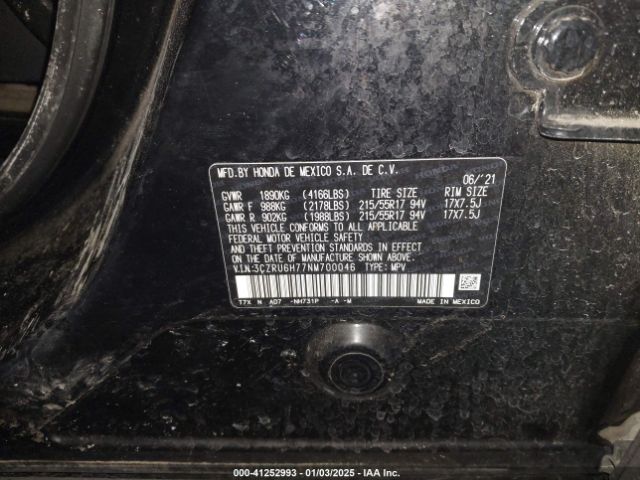 MFD.BY HONDA DE MEXICO S.A. DE C.V.
06/'21
GVWR 1890KG (4166LBS) TIRE SIZE RIM SIZE
GAWR F 988KG (2178LBS) 215/55R17 94V 17X7.5J
GAWR R 902KG (1988LBS) 215/55R17 94V 17X7.5J
THIS VEHICLE CONFORMS TO ALL APPLICABLE
FEDERAL MOTOR VEHICLE SAFETY
AND THEFT PREVENTION STANDARDS IN EFFECT
ON THE DATE OF MANUFACTURE SHOWN ABOVE.
V.I.N:3CZRU6H77NM700046 TYPE: MPV
T7X N AD7 -NH731P -A -M MADE IN MEXICO
000-41252993 - 01/03/2025 - IAA Inc.